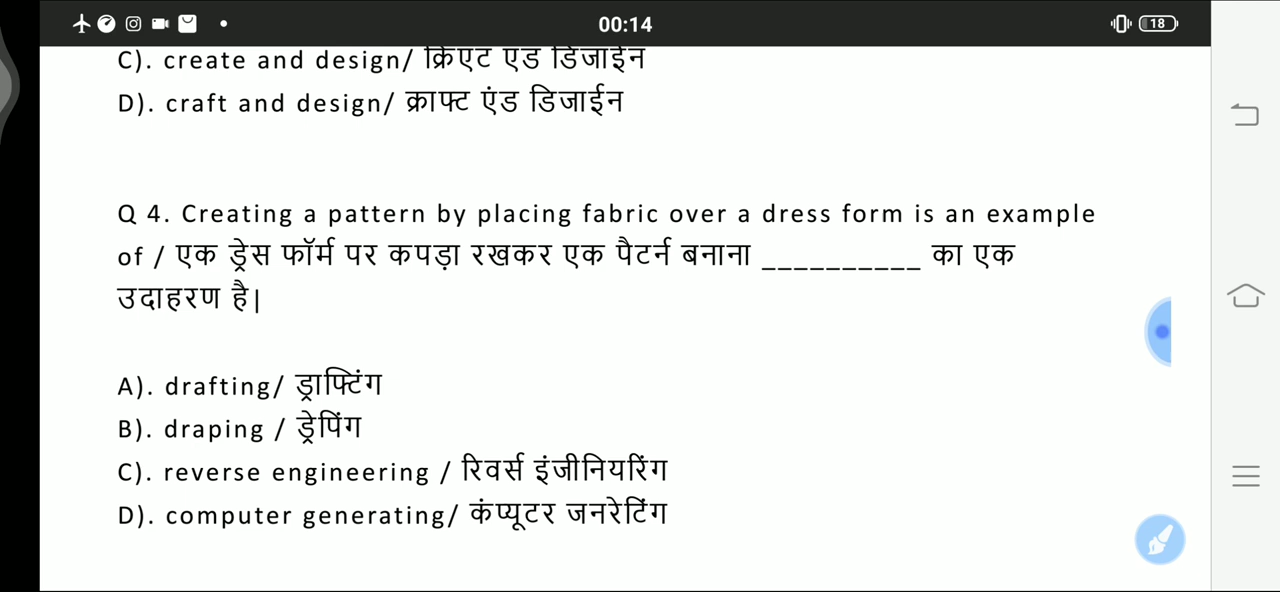 00:14
18
C). create and design/ क्रिएट एंड डिजाईन
D). craft and design/ क्राफ्ट एंड डिजाईन
Q 4. Creating a pattern by placing fabric over a dress form is an example
of / एक ड्रेस फॉर्म पर कपड़ा रखकर एक पैटर्न बनाना __________ का एक
उदाहरण है|
A). drafting/ ड्राफ्टिंग
B). draping / ड्रेपिंग
C). reverse engineering / रिवर्स इंजीनियरिंग
D). computer generating/ कंप्यूटर जनरेटिंग